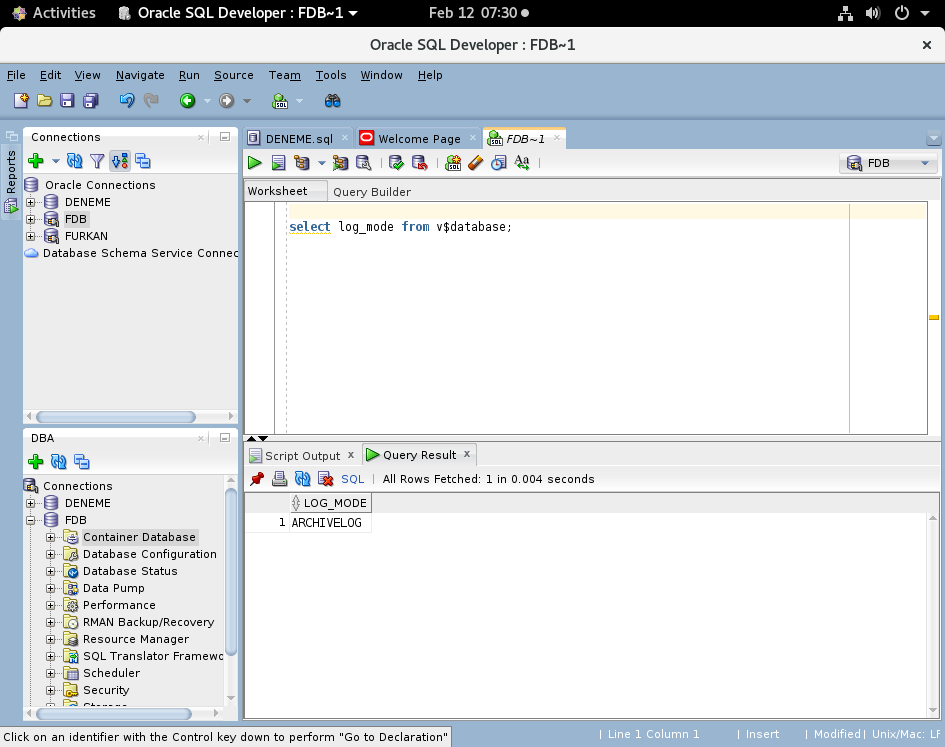 Activities
Oracle SQL Developer : FDB~1
Feb 12 07:30
Oracle SQL Developer : FDB~1
File Edit View Navigate Run Source Team Tools Window Help
Connections
Oracle Connections
DENEME
FDB
FURKAN
Database Schema Service Connec
Reports
DENEME.sql
Welcome Page
FDB~1
FDB
Worksheet
Query Builder
select log_mode from v$database;
DBA
Connections
DENEME
FDB
Container Database
Database Configuration
Database Status
Data Pump
Performance
RMAN Backup/Recovery
Resource Manager
SQL Translator Framewo
Scheduler
Security
Script Output
Query Result
SQL
All Rows Fetched: 1 in 0.004 seconds
LOG_MODE
1 ARCHIVELOG
Click on an identifier with the Control key down to perform "Go to Declaration"
Line 1 Column 1
Insert
Modified
Unix/Mac: LF